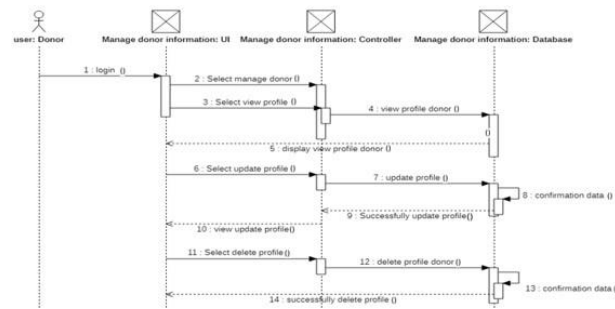 user: Donor
Manage donor information: UI
Manage donor information: Controller
Manage donor information: Database
1 : login ()
2 : Select manage donor()
3 : Select view profile ()
4 : view profile donor ()
()
5 : display view profile donor ()
6 : Select update profile()
7 : update profile ()
8 : confirmation data ()
9 : Successfully update profile()
10 : view update profile()
11 : Select delete profile()
12 : delete profile donor ()
13 : confirmation data ()
14 : successfully delete profile ()